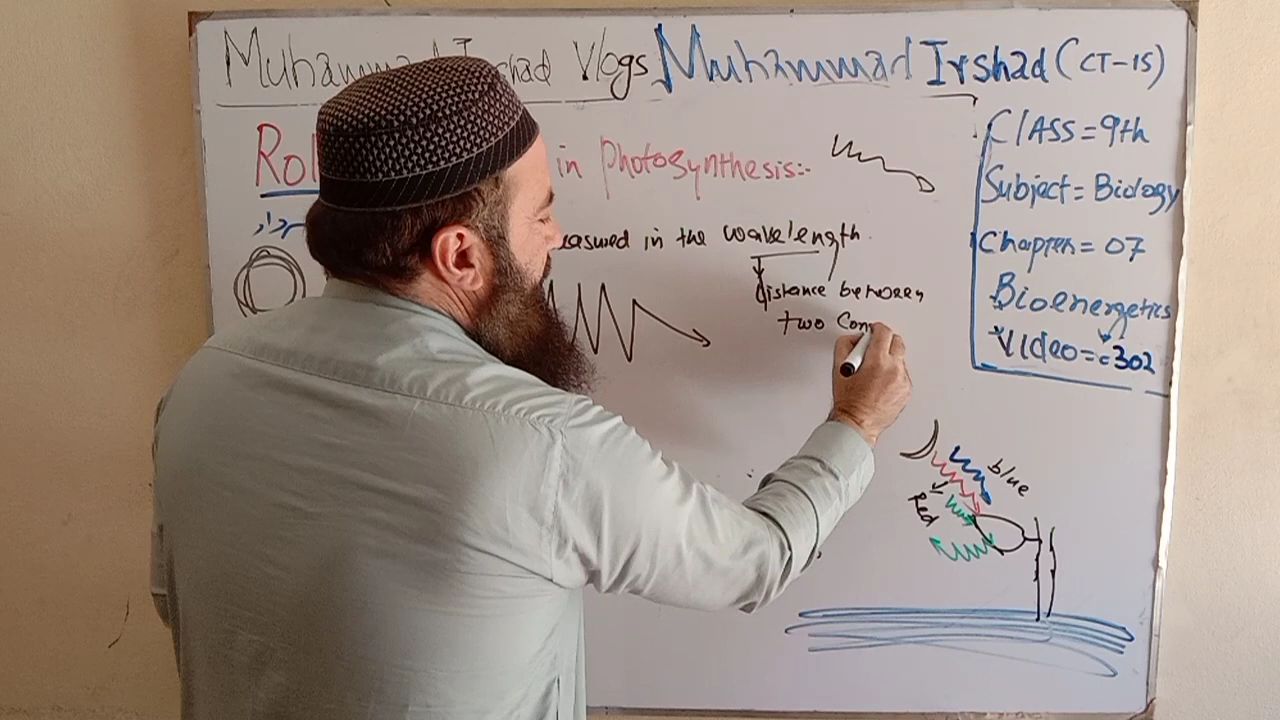 Muhammad Irshad Vlogs Muhammad Irshad (CT-15)
Rol in Photosynthesis:-
easured in the wavelength.
distance between
two Con
CLASS = 9th
Subject = Biology
Chapter = 07
Bioenergetics
Video = 302
blue
Red